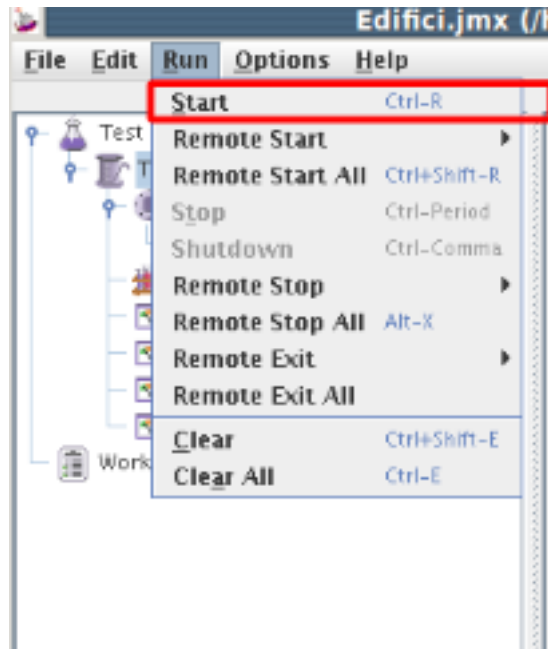 Edifici.jmx (/h
File Edit Run Options Help
Start Ctrl-R
Test
Remote Start
T
Remote Start All Ctrl+Shift-R
Stop Ctrl-Period
Shutdown Ctrl-Comma
Remote Stop
Remote Stop All Alt-X
Remote Exit
Remote Exit All
Clear Ctrl+Shift-E
Work
Clear All Ctrl-E